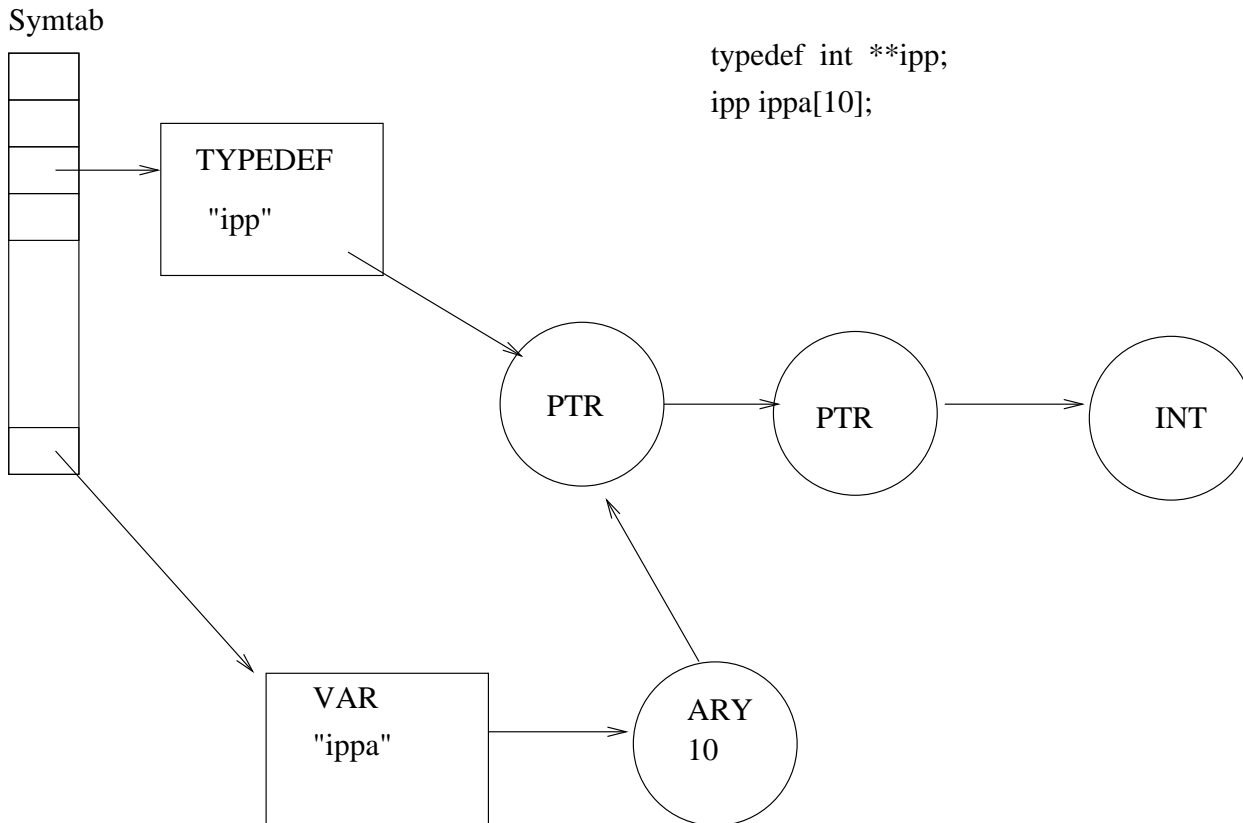 Symtab
typedef int **ipp;
ipp ippa[10];
TYPEDEF
"ipp"
PTR
PTR
INT
VAR
"ippa"
ARY
10